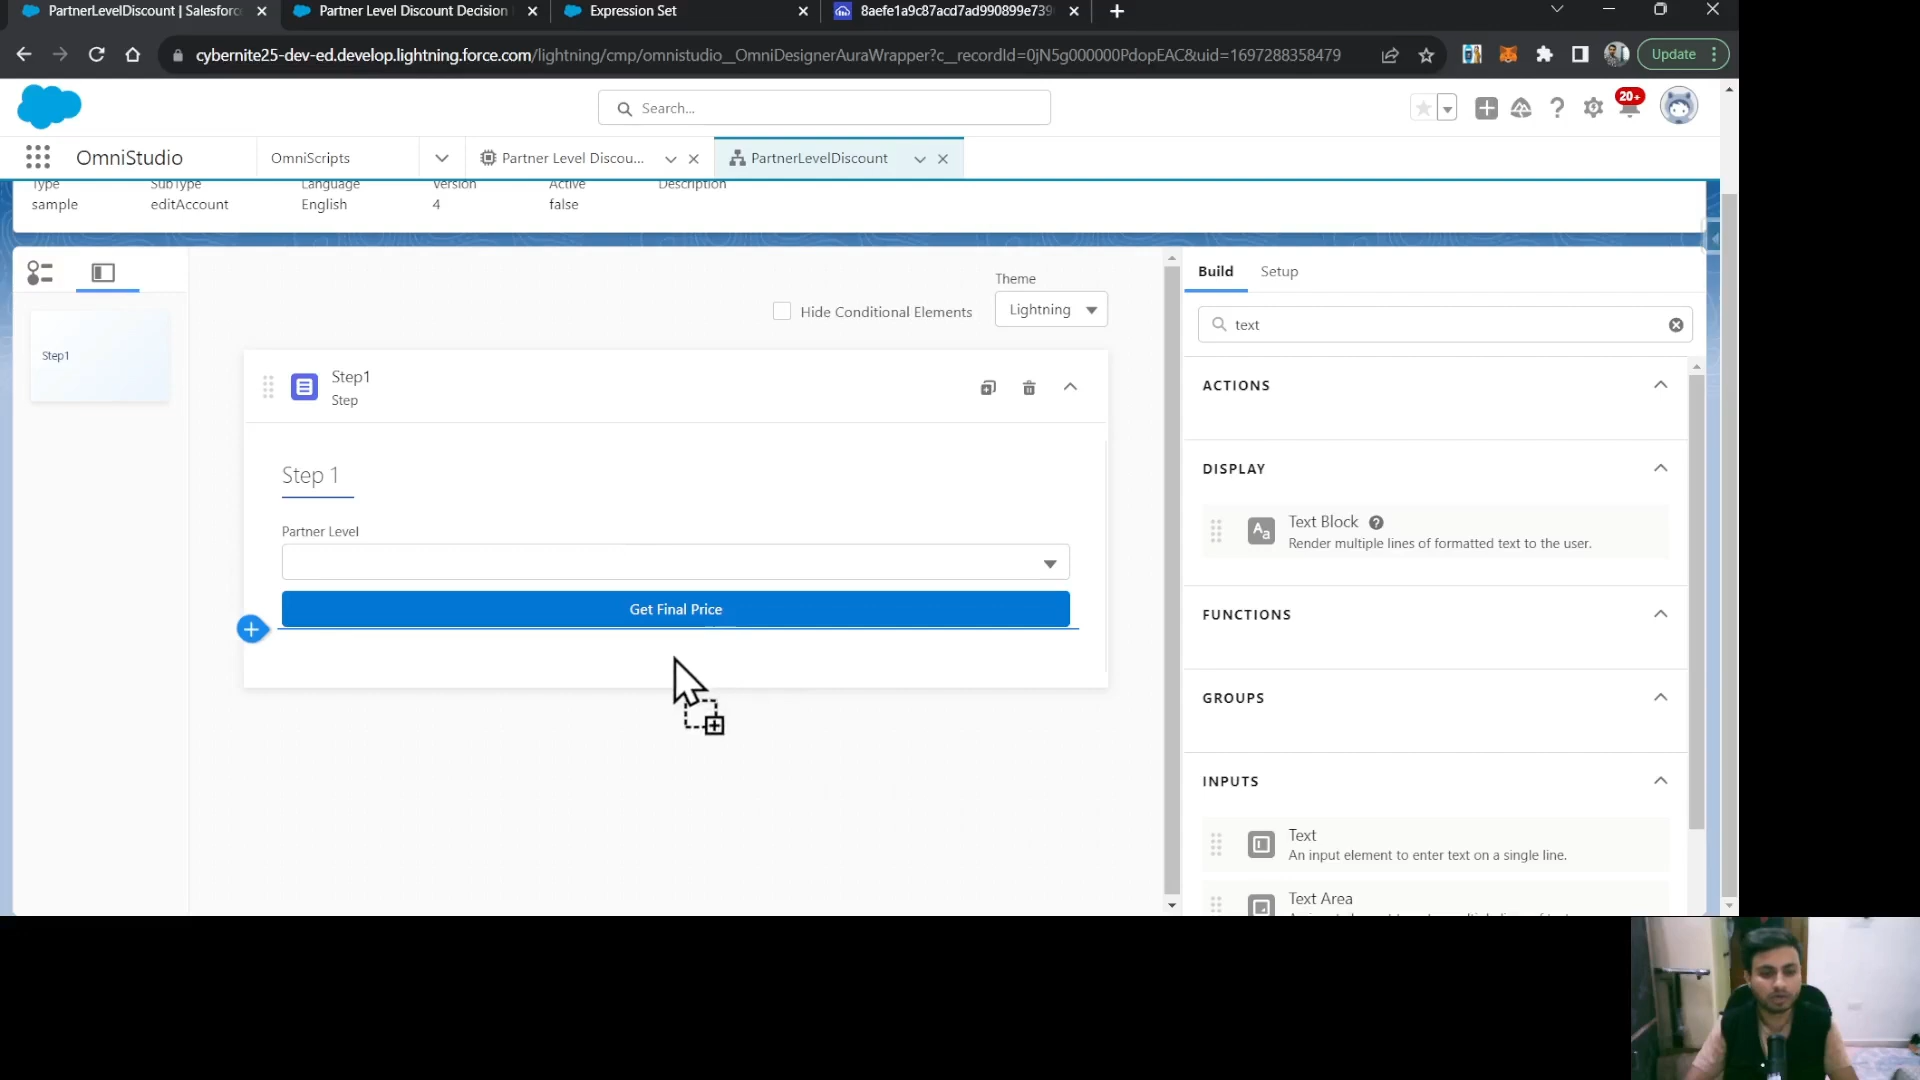 PartnerLevelDiscount | Salesforc
Partner Level Discount Decision
Expression Set
8aefe1a9c87acd7ad990899e739
cybernite25-dev-ed.develop.lightning.force.com/lightning/cmp/omnistudio__OmniDesignerAuraWrapper?c__recordId=0jN5g000000PdopEAC&uid=1697288358479
Update
Search...
20+
OmniStudio
OmniScripts
Partner Level Discou...
PartnerLevelDiscount
Type SubType Language Version Active Description
sample editAccount English 4 false
Theme
Hide Conditional Elements
Lightning
Step1
Step1
Step
Step 1
Partner Level
Get Final Price
Build Setup
text
ACTIONS
DISPLAY
Text Block
Render multiple lines of formatted text to the user.
FUNCTIONS
GROUPS
INPUTS
Text
An input element to enter text on a single line.
Text Area